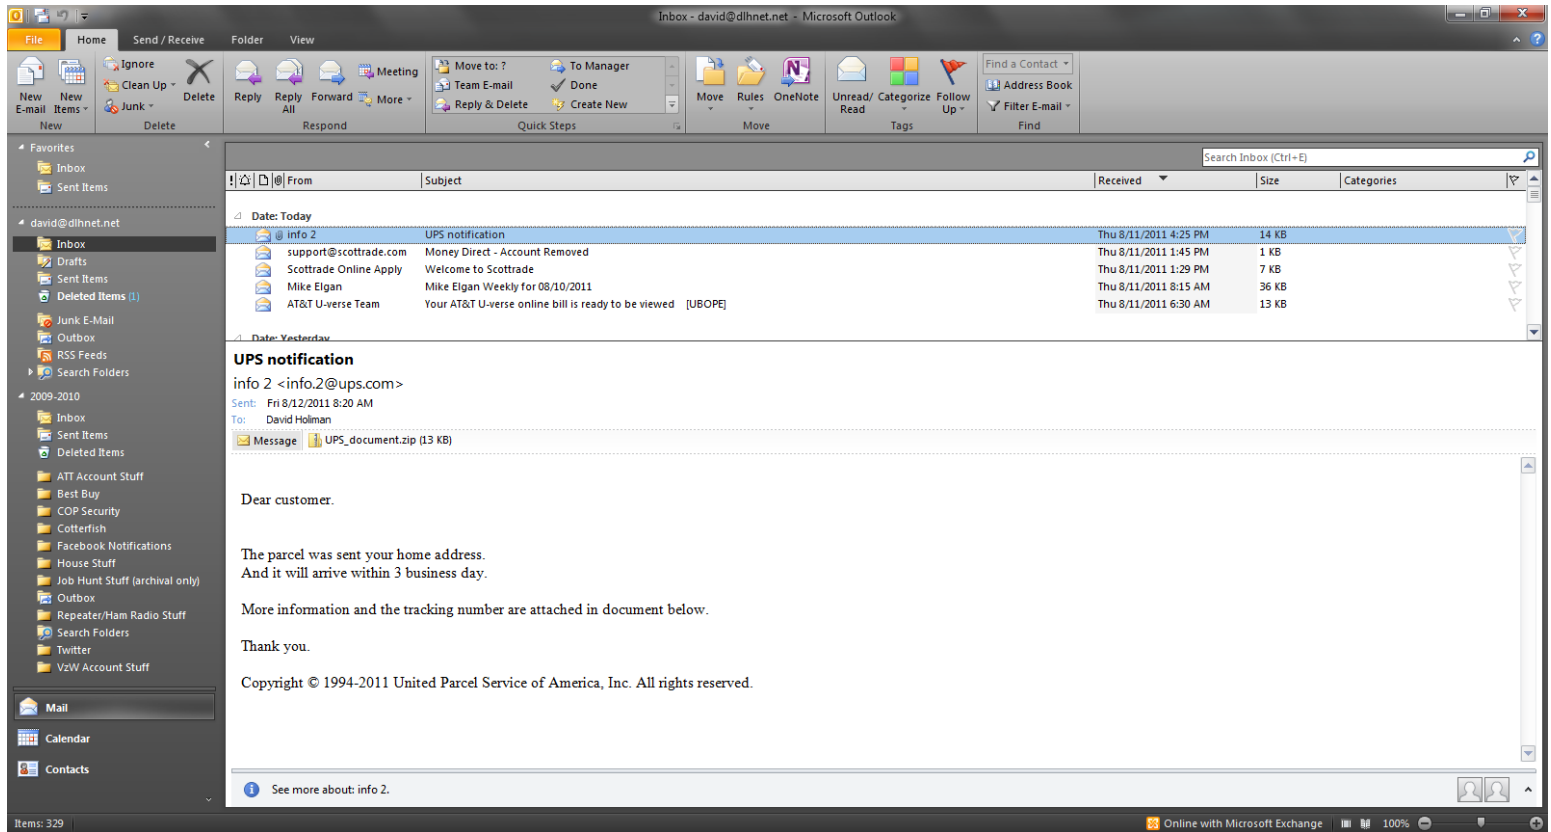 Inbox - david@dlhnet.net - Microsoft Outlook
File Home Send / Receive Folder View
New E-mail
New Items
Ignore
Clean Up
Junk
Delete
Reply
Reply All
Forward
Meeting
More
Move to: ?
Team E-mail
Reply & Delete
To Manager
Done
Create New
Move
Rules
OneNote
Unread/ Read
Categorize
Follow Up
Find a Contact
Address Book
Filter E-mail
New Delete Respond Quick Steps Move Tags Find
Favorites
Inbox
Sent Items
david@dlhnet.net
Inbox
Drafts
Sent Items
Deleted Items (1)
Junk E-Mail
Outbox
RSS Feeds
Search Folders
2009-2010
Inbox
Sent Items
Deleted Items
ATT Account Stuff
Best Buy
COP Security
Cotterfish
Facebook Notifications
House Stuff
Job Hunt Stuff (archival only)
Outbox
Repeater/Ham Radio Stuff
Search Folders
Twitter
VzW Account Stuff
Mail
Calendar
Contacts
Search Inbox (Ctrl+E)
! From Subject Received Size Categories
Date: Today
info 2 UPS notification Thu 8/11/2011 4:25 PM 14 KB
support@scottrade.com Money Direct - Account Removed Thu 8/11/2011 1:45 PM 1 KB
Scottrade Online Apply Welcome to Scottrade Thu 8/11/2011 1:29 PM 7 KB
Mike Elgan Mike Elgan Weekly for 08/10/2011 Thu 8/11/2011 8:15 AM 36 KB
AT&T U-verse Team Your AT&T U-verse online bill is ready to be viewed [UBOPE] Thu 8/11/2011 6:30 AM 13 KB
Date: Yesterday
UPS notification
info 2 <info.2@ups.com>
Sent: Fri 8/12/2011 8:20 AM
To: David Holiman
Message UPS_document.zip (13 KB)
Dear customer.
The parcel was sent your home address.
And it will arrive within 3 business day.
More information and the tracking number are attached in document below.
Thank you.
Copyright © 1994-2011 United Parcel Service of America, Inc. All rights reserved.
See more about: info 2.
Items: 329
Online with Microsoft Exchange 100%